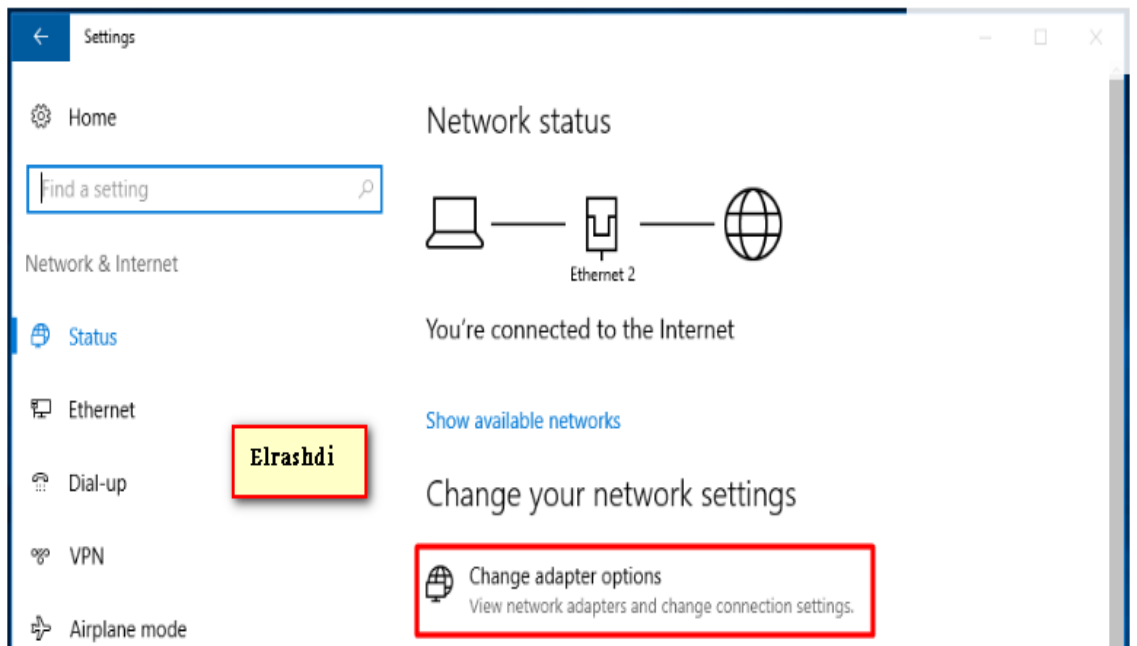 Settings
Home
Find a setting
Network & Internet
Status
Ethernet
Dial-up
VPN
Airplane mode
Elrashdi
Network status
Ethernet 2
You're connected to the Internet
Show available networks
Change your network settings
Change adapter options
View network adapters and change connection settings.